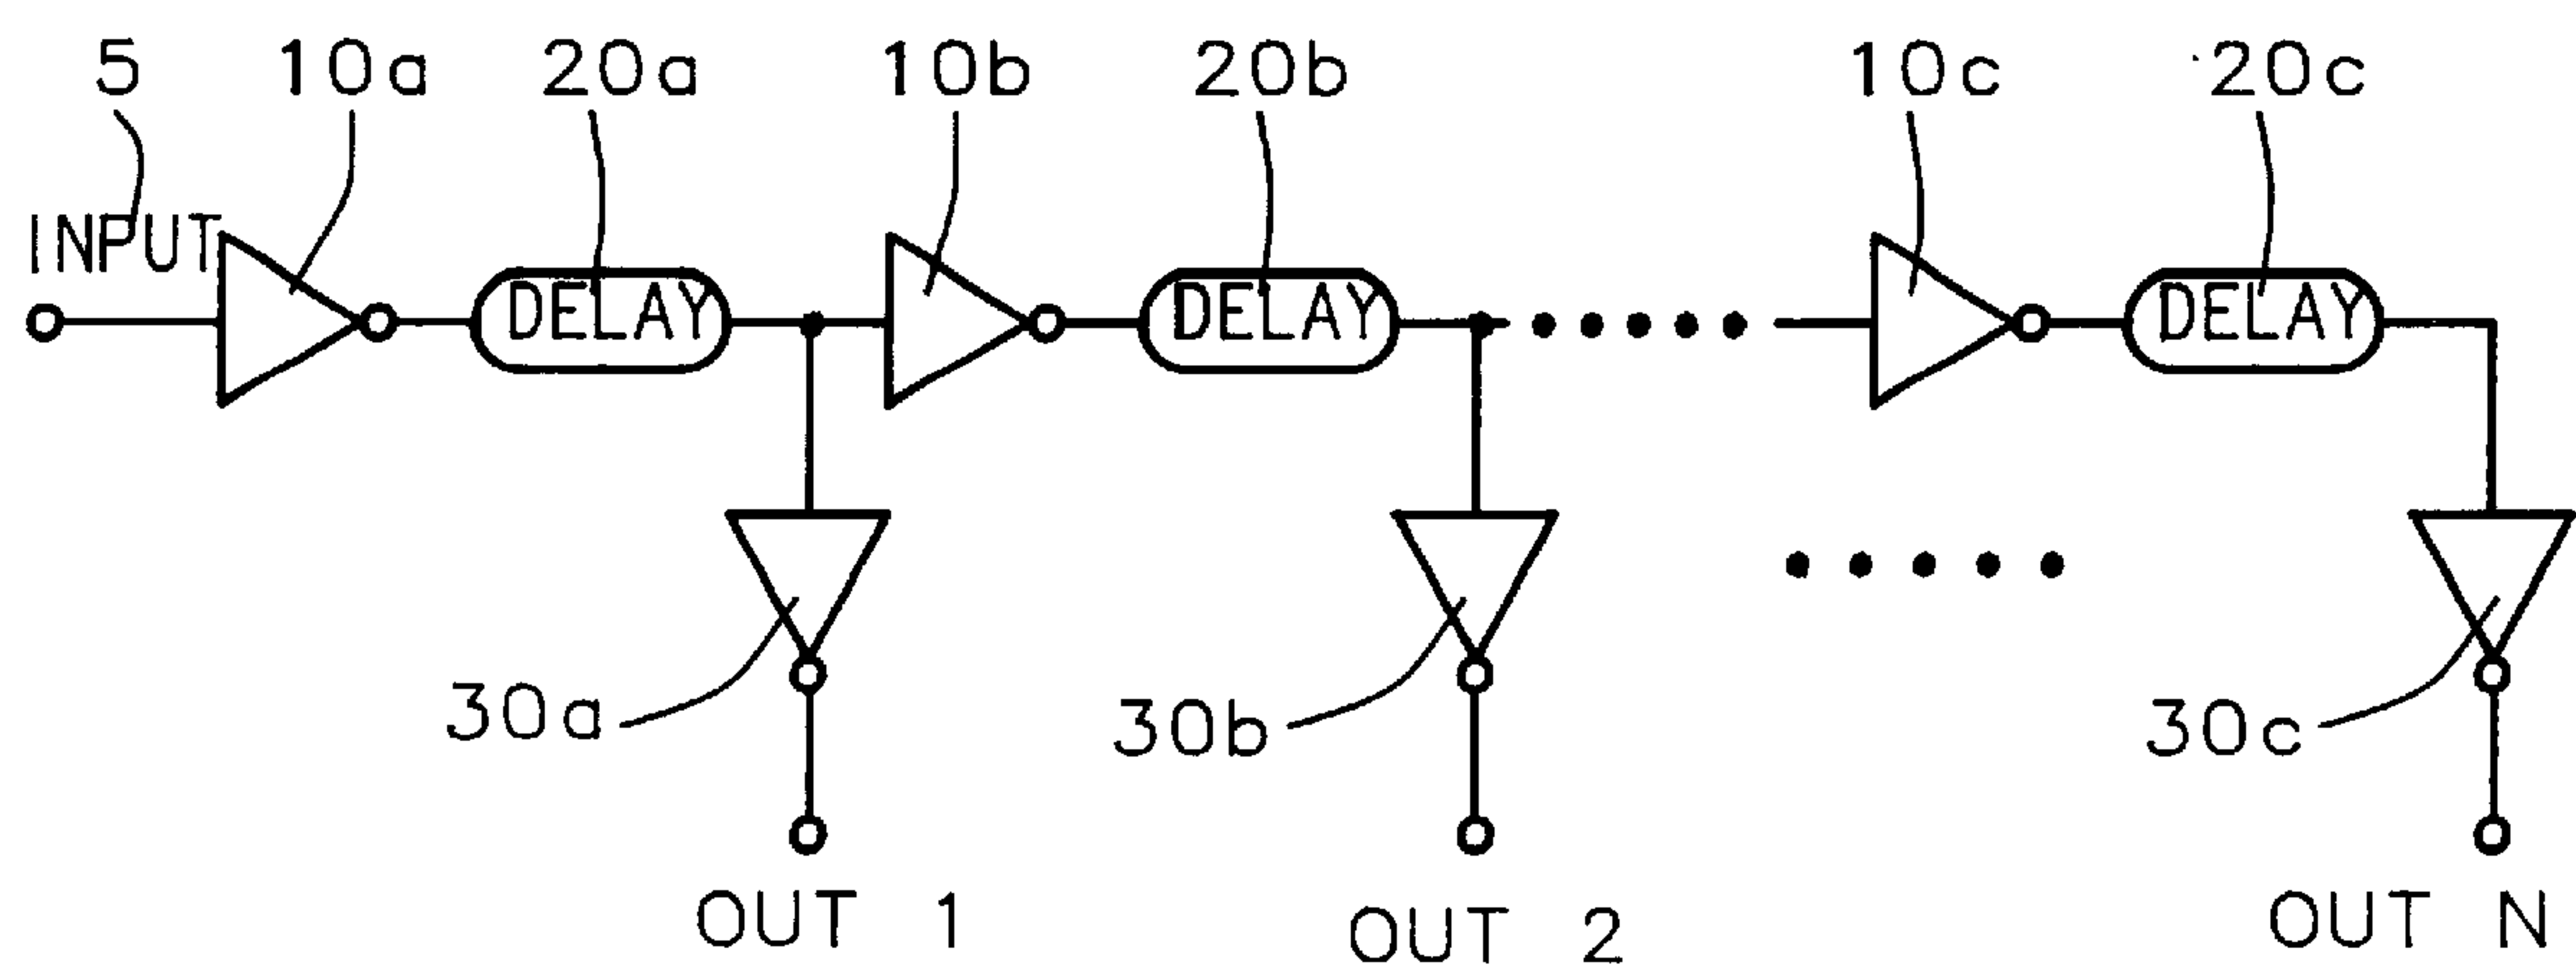 5 10a 20a 10b 20b 10c 20c
INPUT
DELAY DELAY DELAY
30a 30b 30c
OUT 1 OUT 2 OUT N